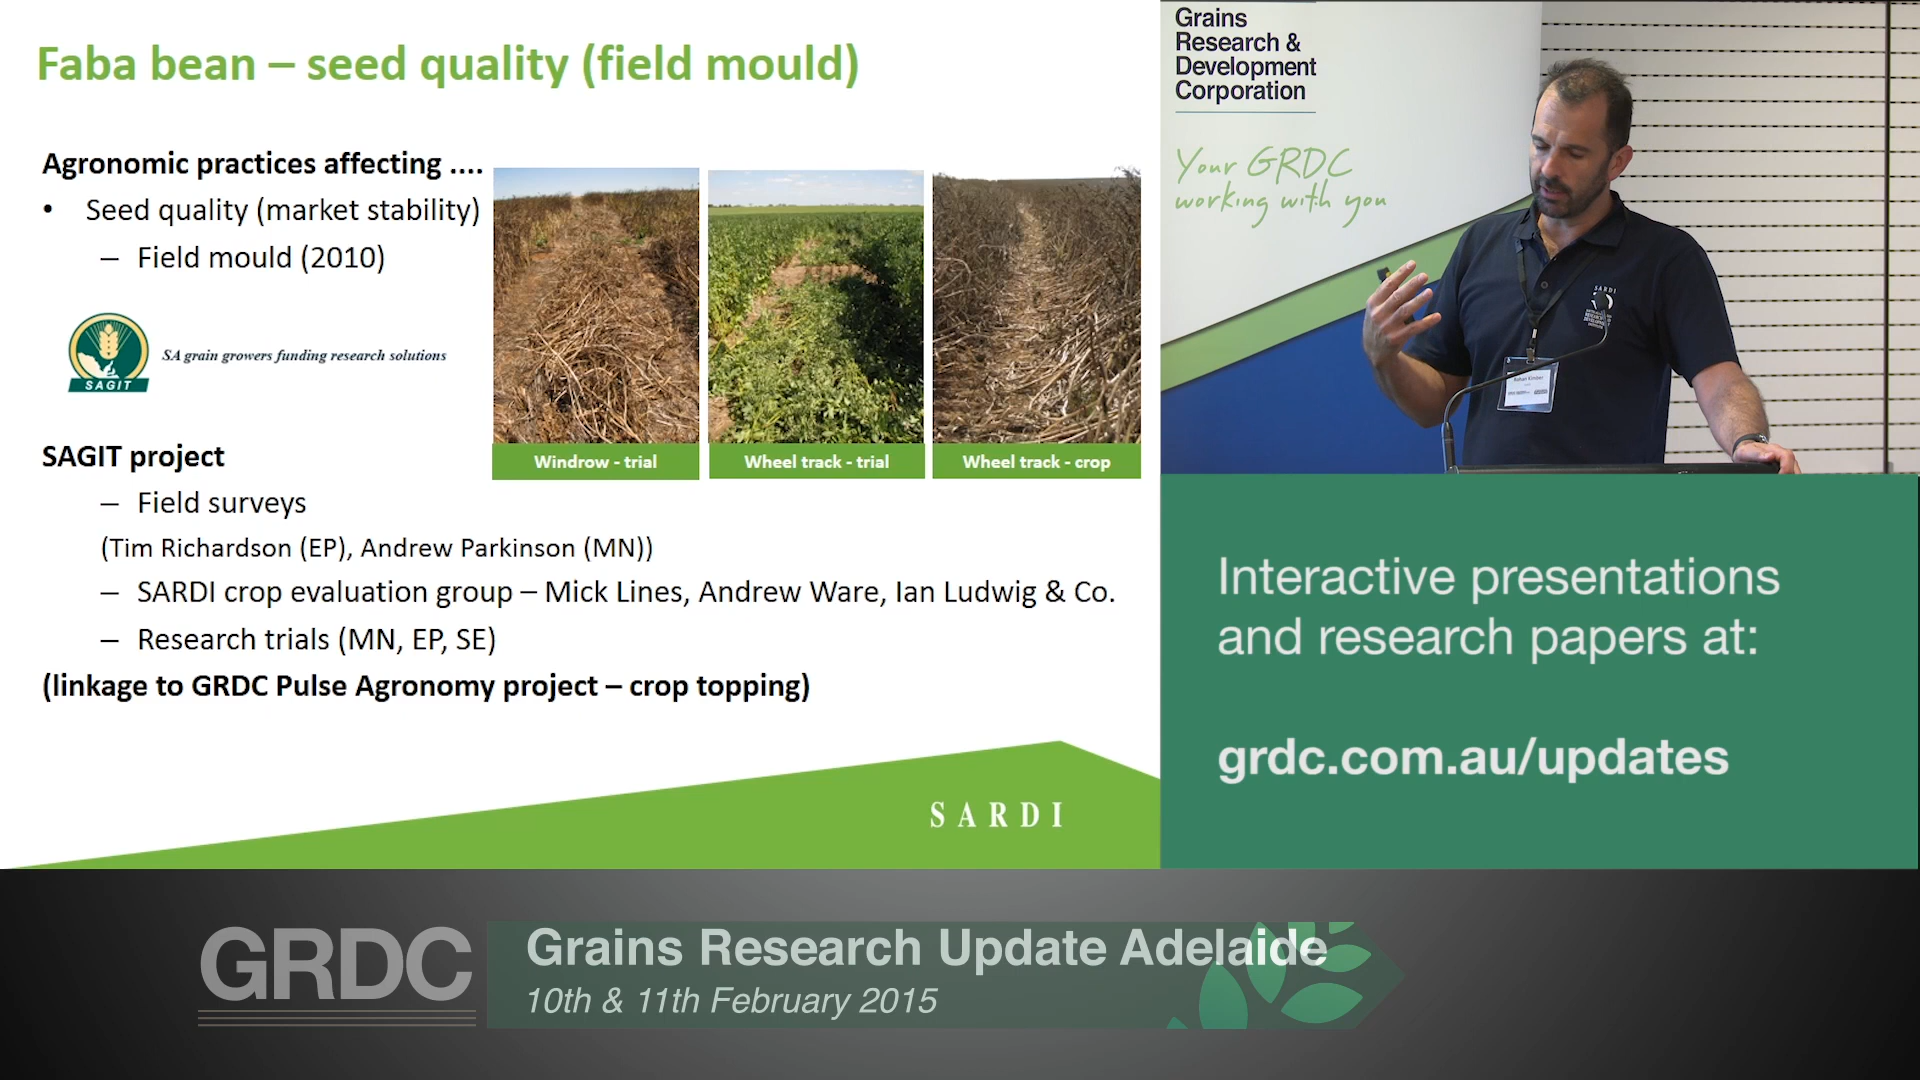 Faba bean – seed quality (field mould)
Agronomic practices affecting ....
• Seed quality (market stability)
– Field mould (2010)
SAGIT
SA grain growers funding research solutions
Windrow - trial
Wheel track - trial
Wheel track - crop
SAGIT project
– Field surveys
(Tim Richardson (EP), Andrew Parkinson (MN))
– SARDI crop evaluation group – Mick Lines, Andrew Ware, Ian Ludwig & Co.
– Research trials (MN, EP, SE)
(linkage to GRDC Pulse Agronomy project – crop topping)
SARDI
Grains
Research &
Development
Corporation
Your GRDC
working with you
SARDI
Interactive presentations
and research papers at:
grdc.com.au/updates
GRDC
Grains Research Update Adelaide
10th & 11th February 2015